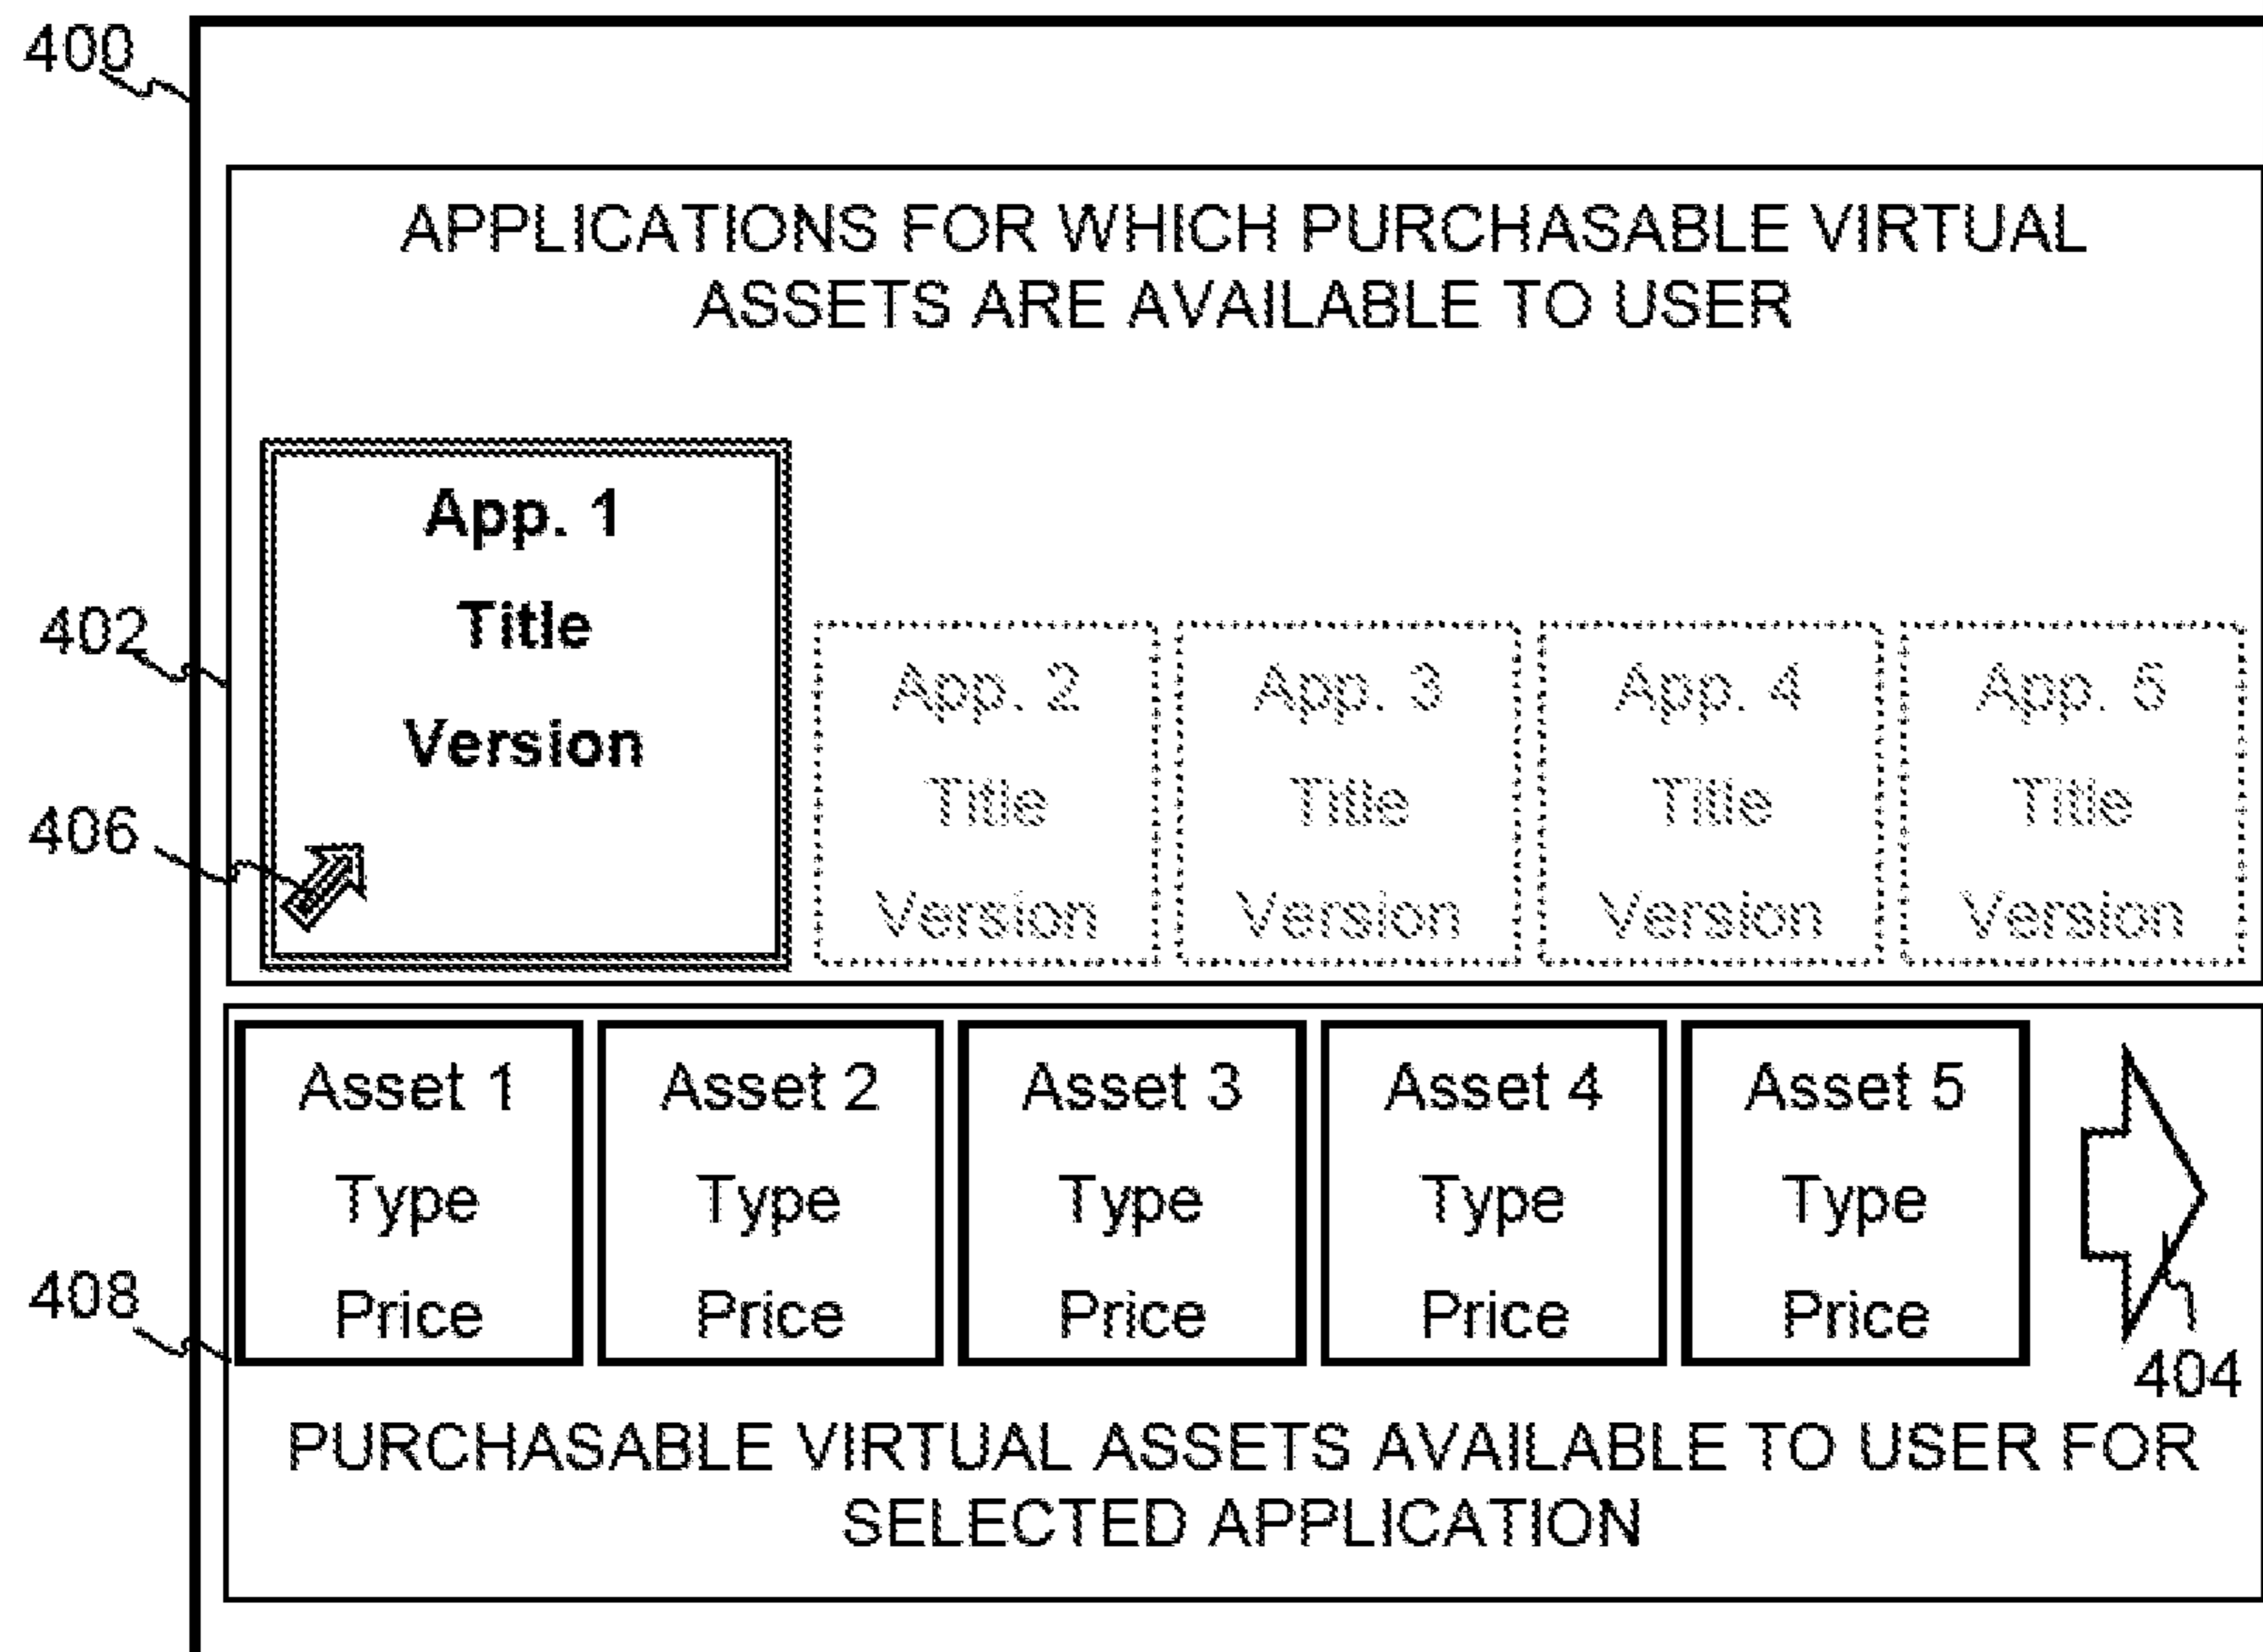 400
APPLICATIONS FOR WHICH PURCHASABLE VIRTUAL
ASSETS ARE AVAILABLE TO USER
App. 1
Title
Version
402
406
App. 2
Title
Version
App. 3
Title
Version
App. 4
Title
Version
App. 5
Title
Version
Asset 1
Type
Price
Asset 2
Type
Price
Asset 3
Type
Price
Asset 4
Type
Price
Asset 5
Type
Price
408
404
PURCHASABLE VIRTUAL ASSETS AVAILABLE TO USER FOR
SELECTED APPLICATION